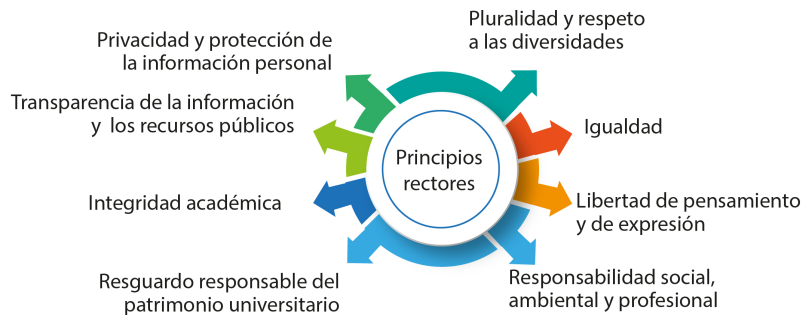 Principios
rectores
Pluralidad y respeto
a las diversidades
Igualdad
Libertad de pensamiento
y de expresión
Responsabilidad social,
ambiental y profesional
Resguardo responsable del
patrimonio universitario
Integridad académica
Transparencia de la información
y los recursos públicos
Privacidad y protección de
la información personal